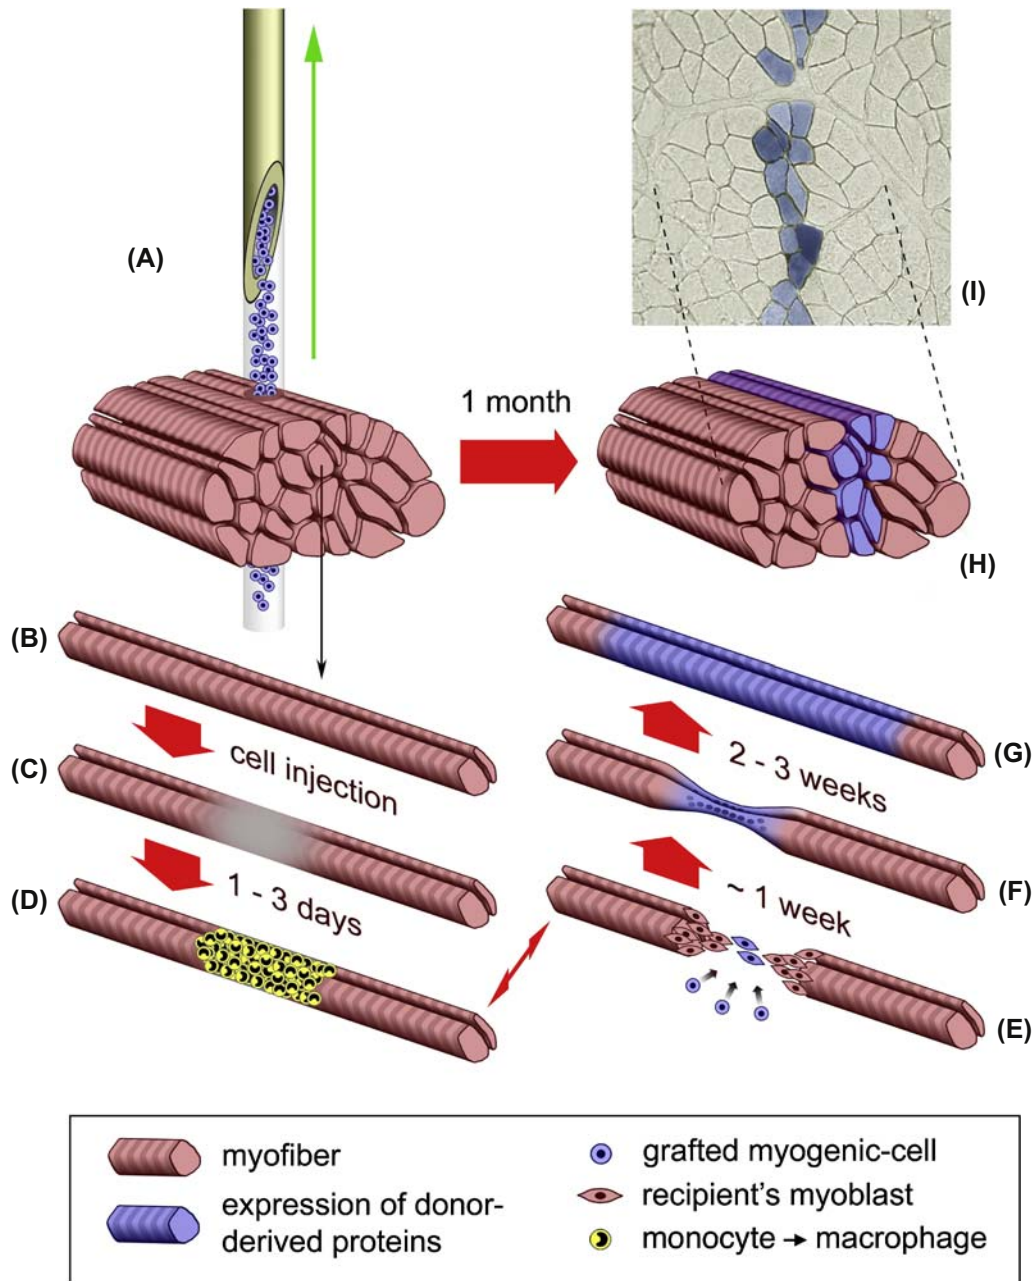 (A)
(I)
1 month
(H)
(B)
cell injection
(C)
1 - 3 days
(D)
(G)
2 - 3 weeks
(F)
~ 1 week
(E)
myofiber
expression of donor-
derived proteins
grafted myogenic-cell
recipient's myoblast
monocyte → macrophage